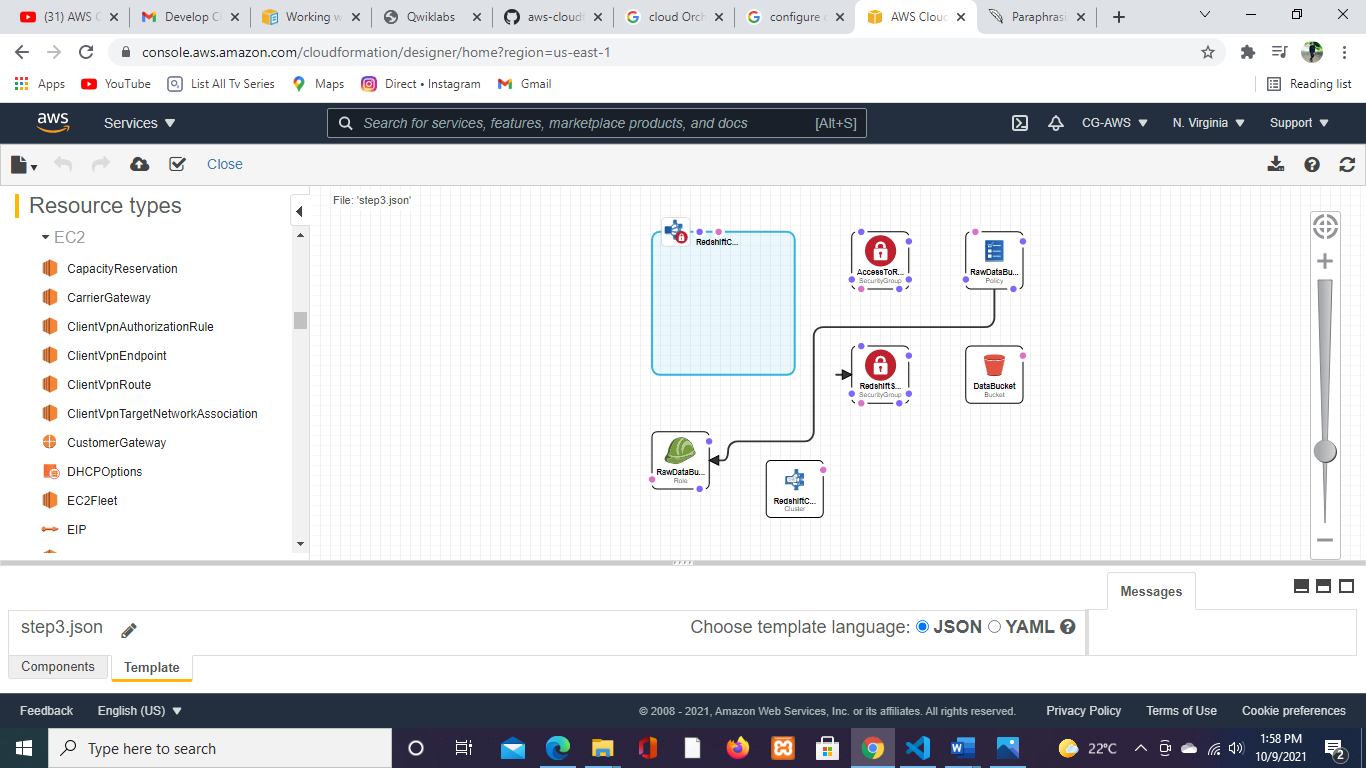 (31) AWS C
Develop Cl
Working w
Qwiklabs
aws-cloudf
cloud Orch
configure c
AWS Cloud
Paraphrasi
console.aws.amazon.com/cloudformation/designer/home?region=us-east-1
Apps
YouTube
List All Tv Series
Maps
Direct • Instagram
Gmail
Reading list
aws
Services
Search for services, features, marketplace products, and docs
[Alt+S]
CG-AWS
N. Virginia
Support
Close
Resource types
EC2
CapacityReservation
CarrierGateway
ClientVpnAuthorizationRule
ClientVpnEndpoint
ClientVpnRoute
ClientVpnTargetNetworkAssociation
CustomerGateway
DHCPOptions
EC2Fleet
EIP
File: 'step3.json'
RedshiftC...
AccessToR...
SecurityGroup
RawDataBu...
Policy
RedshiftS...
SecurityGroup
DataBucket
Bucket
RawDataBu...
Role
RedshiftC...
Cluster
Messages
step3.json
Choose template language: JSON YAML
Components
Template
Feedback
English (US)
© 2008 - 2021, Amazon Web Services, Inc. or its affiliates. All rights reserved.
Privacy Policy
Terms of Use
Cookie preferences
Type here to search
22°C
1:58 PM
10/9/2021
2